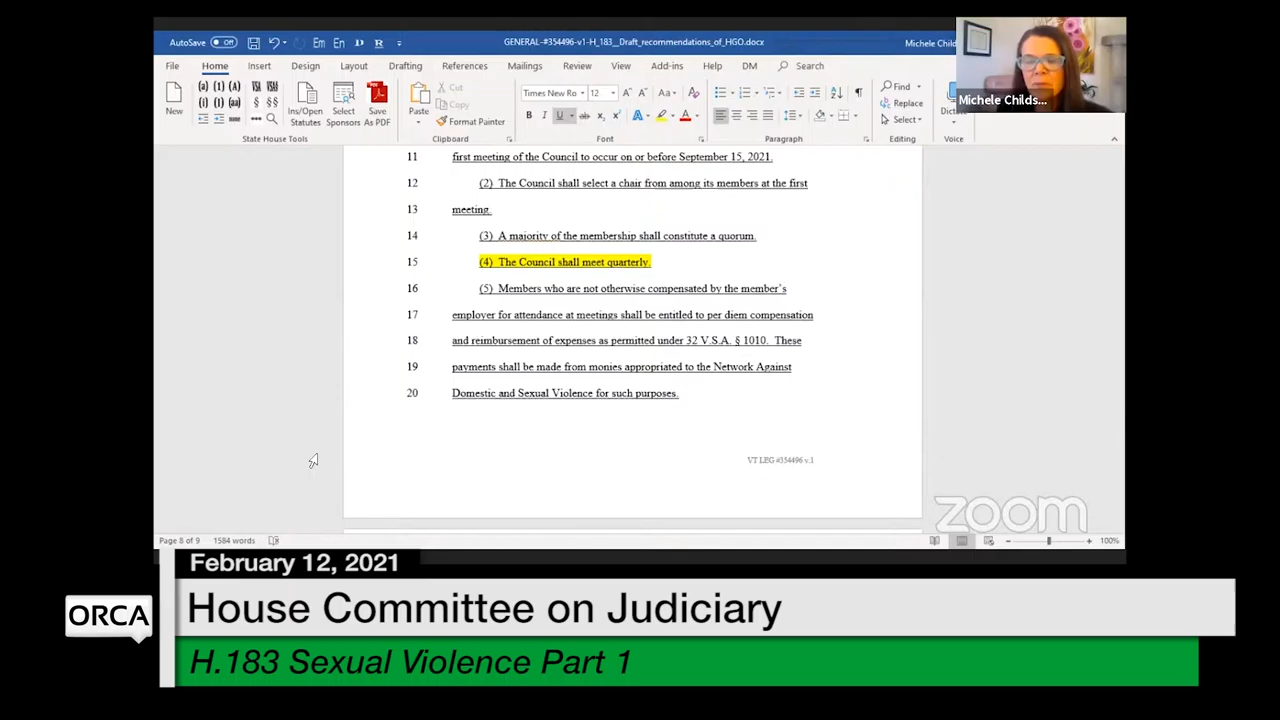 AutoSave Off Em En D R GENERAL-#354496-v1-H_183__Draft_recommendations_of_HGO.docx Michele Child
File Home Insert Design Layout References Mailings Review View Add-ins Help DM Search
Drafting
New
Ins/Open Statutes
Select Sponsors
Save As PDF
State House Tools
Paste
Cut
Copy
Format Painter
Clipboard
Times New Ro 12
Font
Paragraph
Find
Replace
Select
Editing
Dictate
Voice
Michele Childs...
11 first meeting of the Council to occur on or before September 15, 2021.
12 (2) The Council shall select a chair from among its members at the first
13 meeting.
14 (3) A majority of the membership shall constitute a quorum.
15 (4) The Council shall meet quarterly.
16 (5) Members who are not otherwise compensated by the member's
17 employer for attendance at meetings shall be entitled to per diem compensation
18 and reimbursement of expenses as permitted under 32 V.S.A. § 1010. These
19 payments shall be made from monies appropriated to the Network Against
20 Domestic and Sexual Violence for such purposes.
VT LEG #354496 v.1
zoom
Page 8 of 9 1584 words 100%
February 12, 2021
ORCA
House Committee on Judiciary
H.183 Sexual Violence Part 1